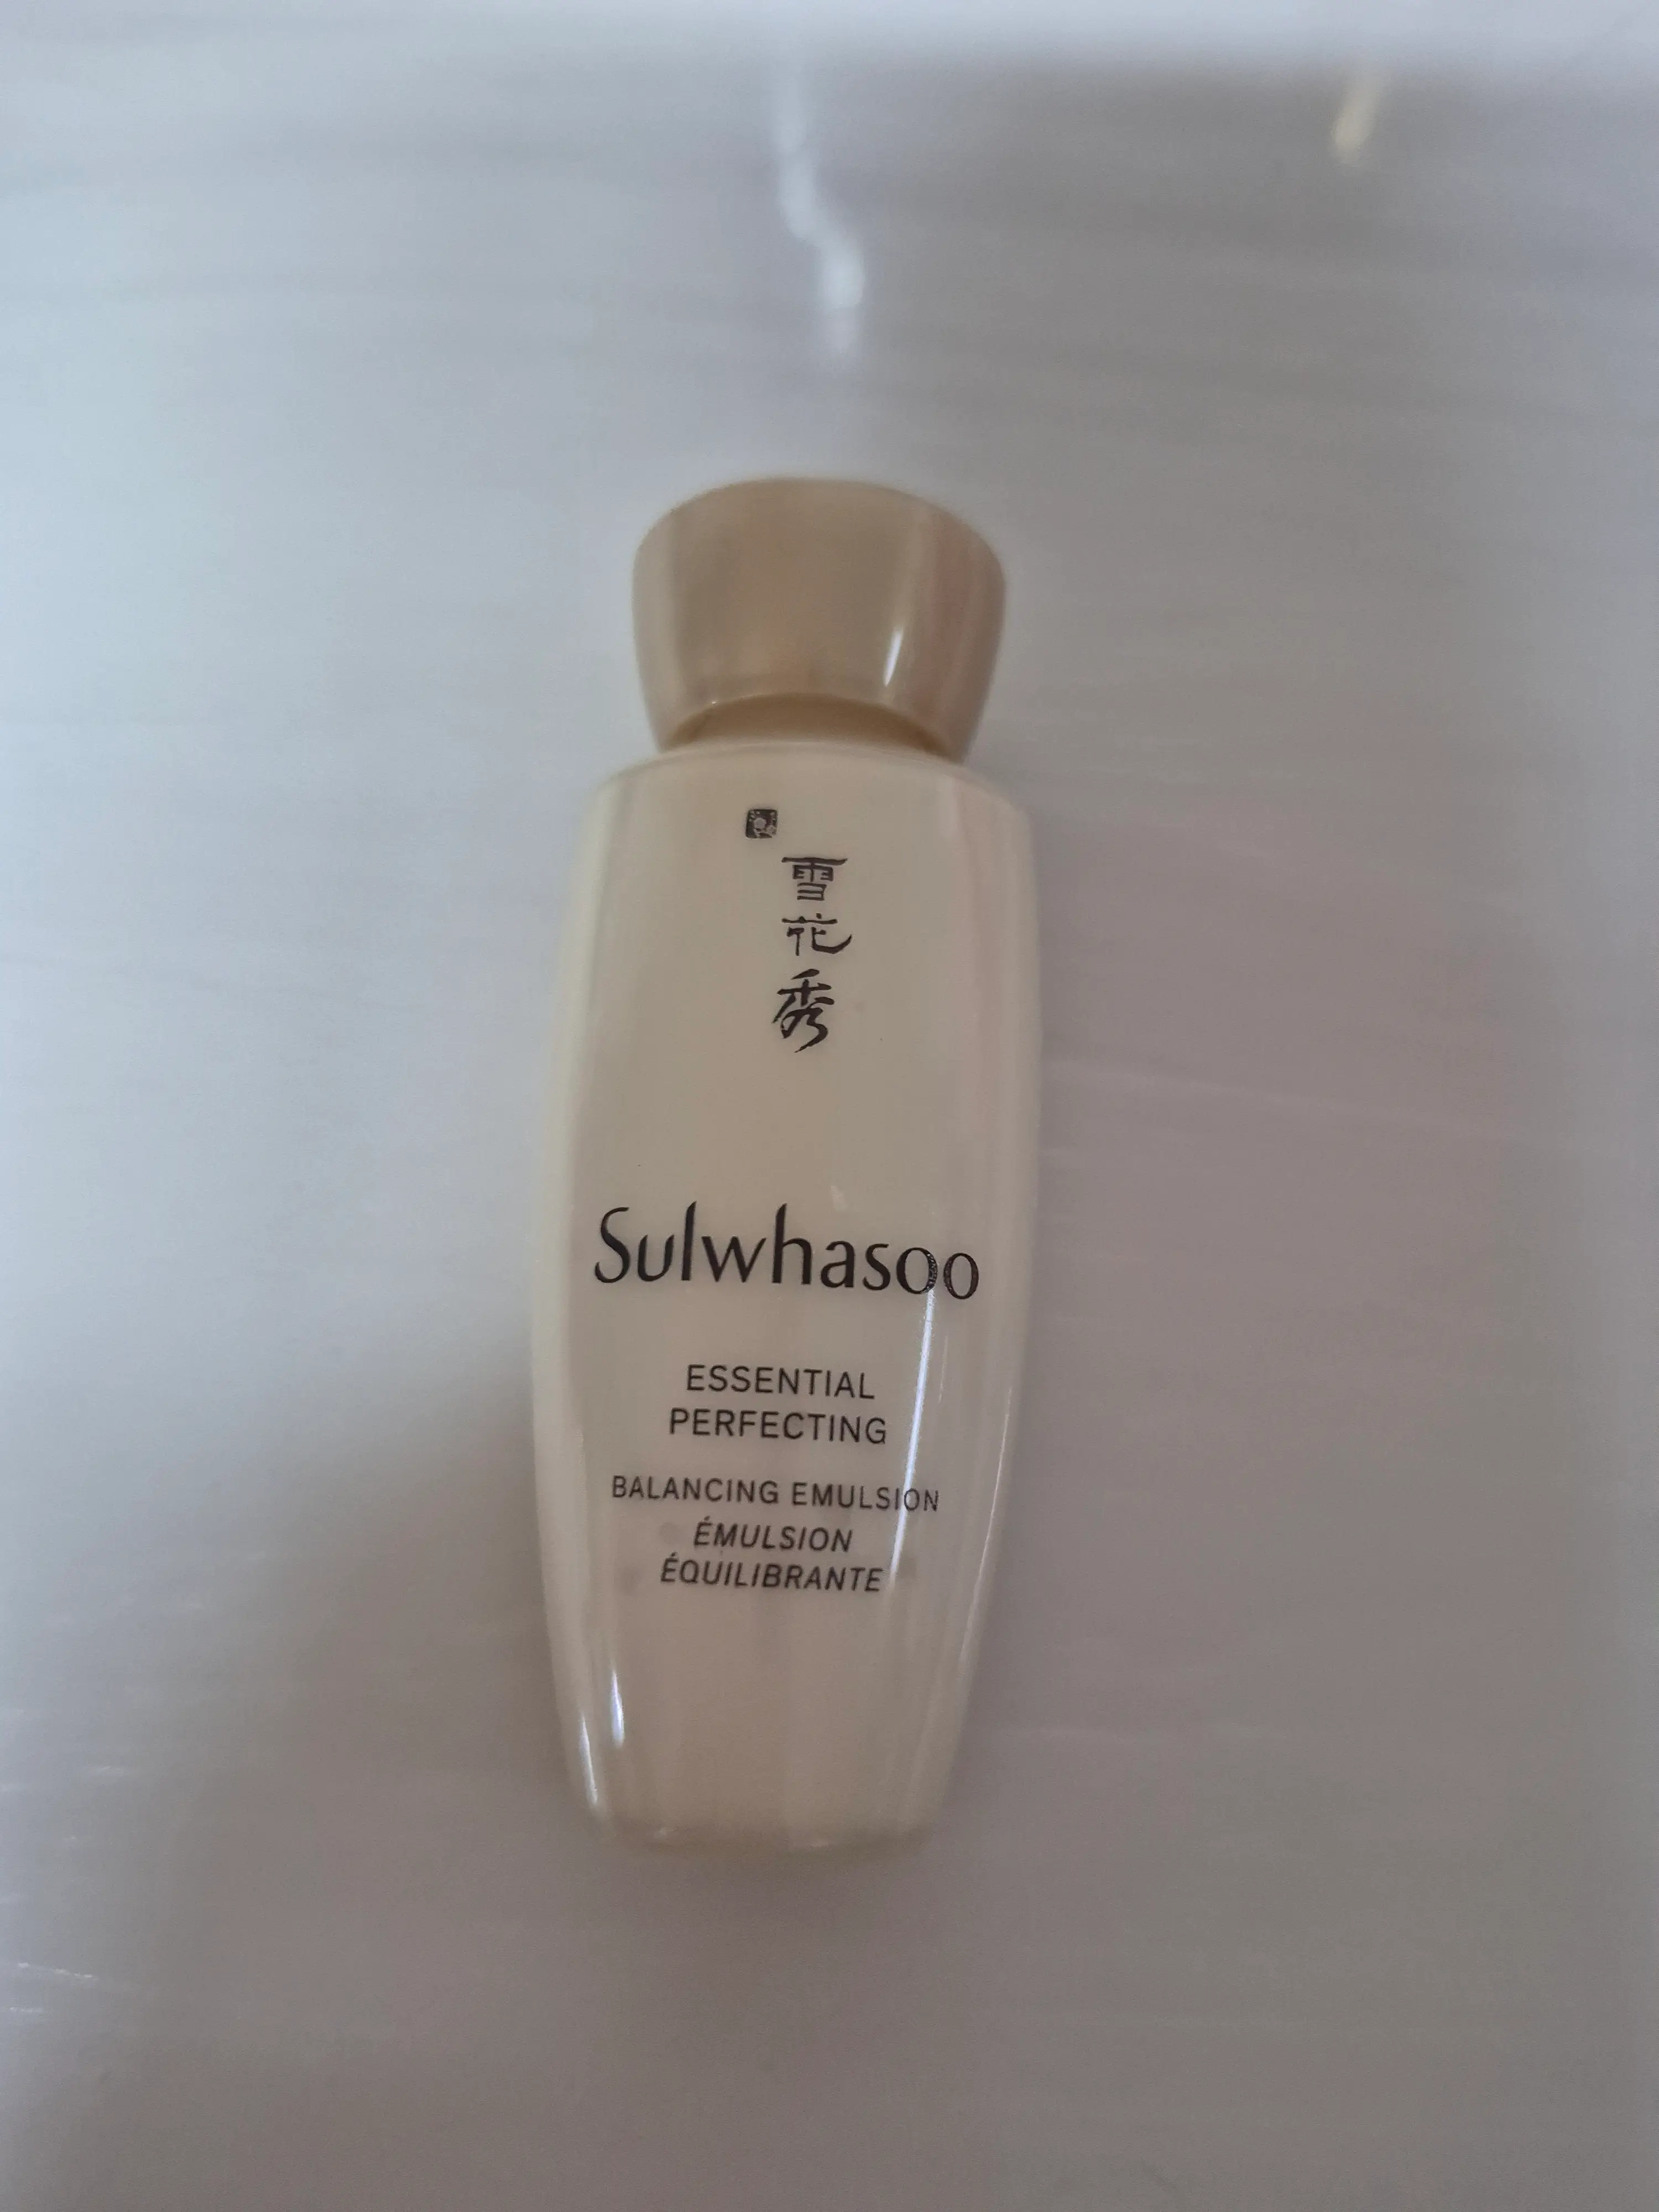 雪花秀
Sulwhasoo
ESSENTIAL
PERFECTING
BALANCING EMULSION
ÉMULSION
ÉQUILIBRANTE